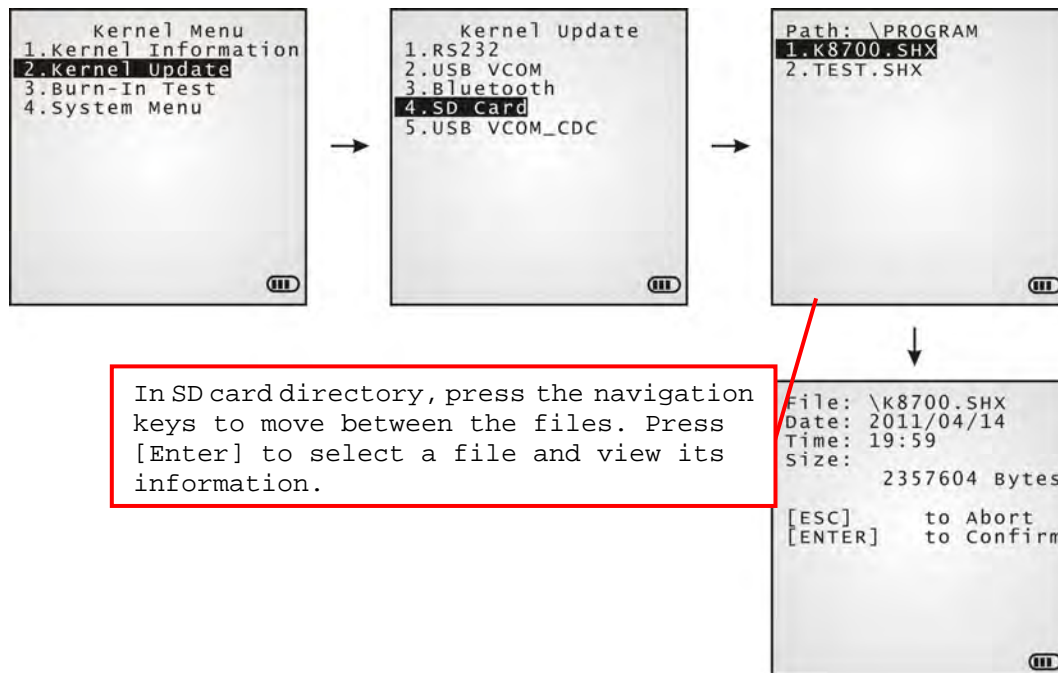 Kernel Menu
1.Kernel Information
2.Kernel Update
3.Burn-In Test
4.System Menu
Kernel Update
1.RS232
2.USB VCOM
3.Bluetooth
4.SD Card
5.USB VCOM_CDC
Path: \PROGRAM
1.K8700.SHX
2.TEST.SHX
In SD card directory, press the navigation
keys to move between the files. Press
[Enter] to select a file and view its
information.
File: \K8700.SHX
Date: 2011/04/14
Time: 19:59
Size:
2357604 Bytes
[ESC] to Abort
[ENTER] to Confirm